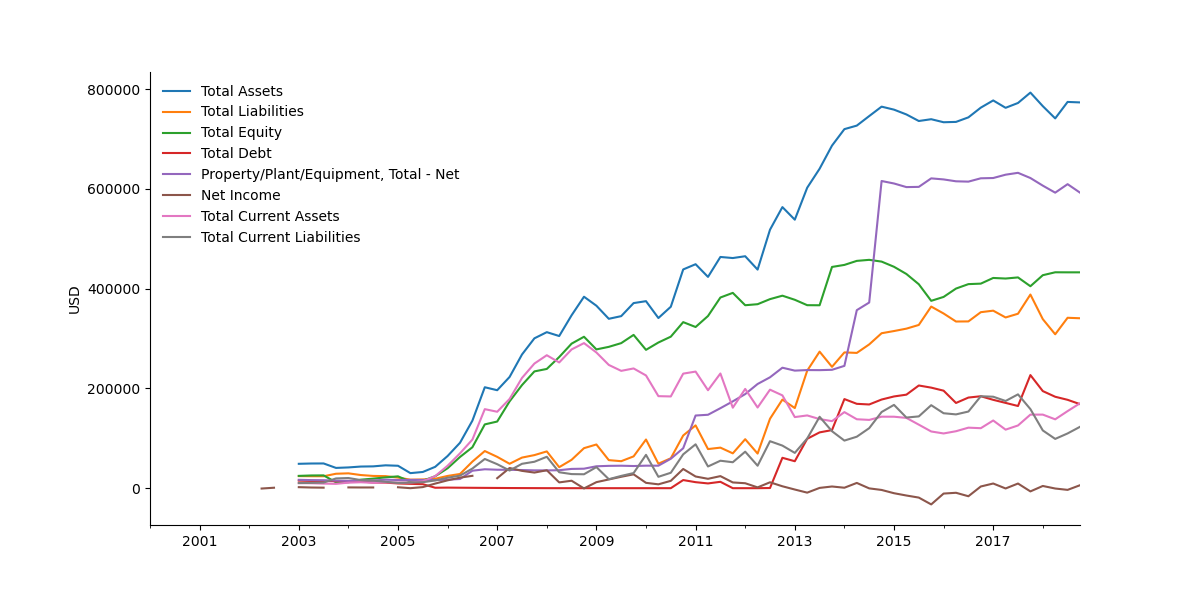 800000
600000
400000
200000
0
USD
Total Assets
Total Liabilities
Total Equity
Total Debt
Property/Plant/Equipment, Total - Net
Net Income
Total Current Assets
Total Current Liabilities
2001 2003 2005 2007 2009 2011 2013 2015 2017